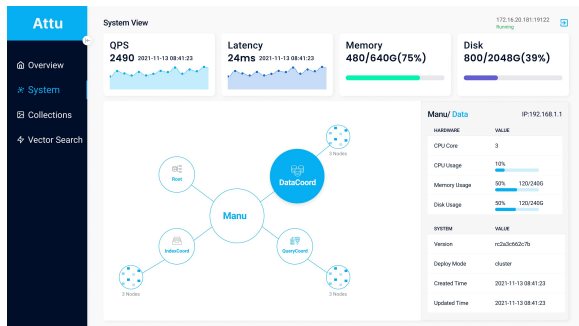 Attu
Overview
System
Collections
Vector Search
System View
172.16.20.181:19122
Running
QPS
2490 2021-11-13 08:41:23
Latency
24ms 2021-11-13 08:41:23
Memory
480/640G(75%)
Disk
800/2048G(39%)
3 Nodes
Root
DataCoord
Manu
IndexCoord
QueryCoord
3 Nodes
3 Nodes
Manu/ Data IP:192.168.1.1
HARDWARE VALUE
CPU Core 3
CPU Usage 10%
Memory Usage 50% 120/240G
Disk Usage 50% 120/240G
SYSTEM VALUE
Version rc2a3c662c7b
Deploy Mode cluster
Created Time 2021-11-13 08:41:23
Updated Time 2021-11-13 08:41:23